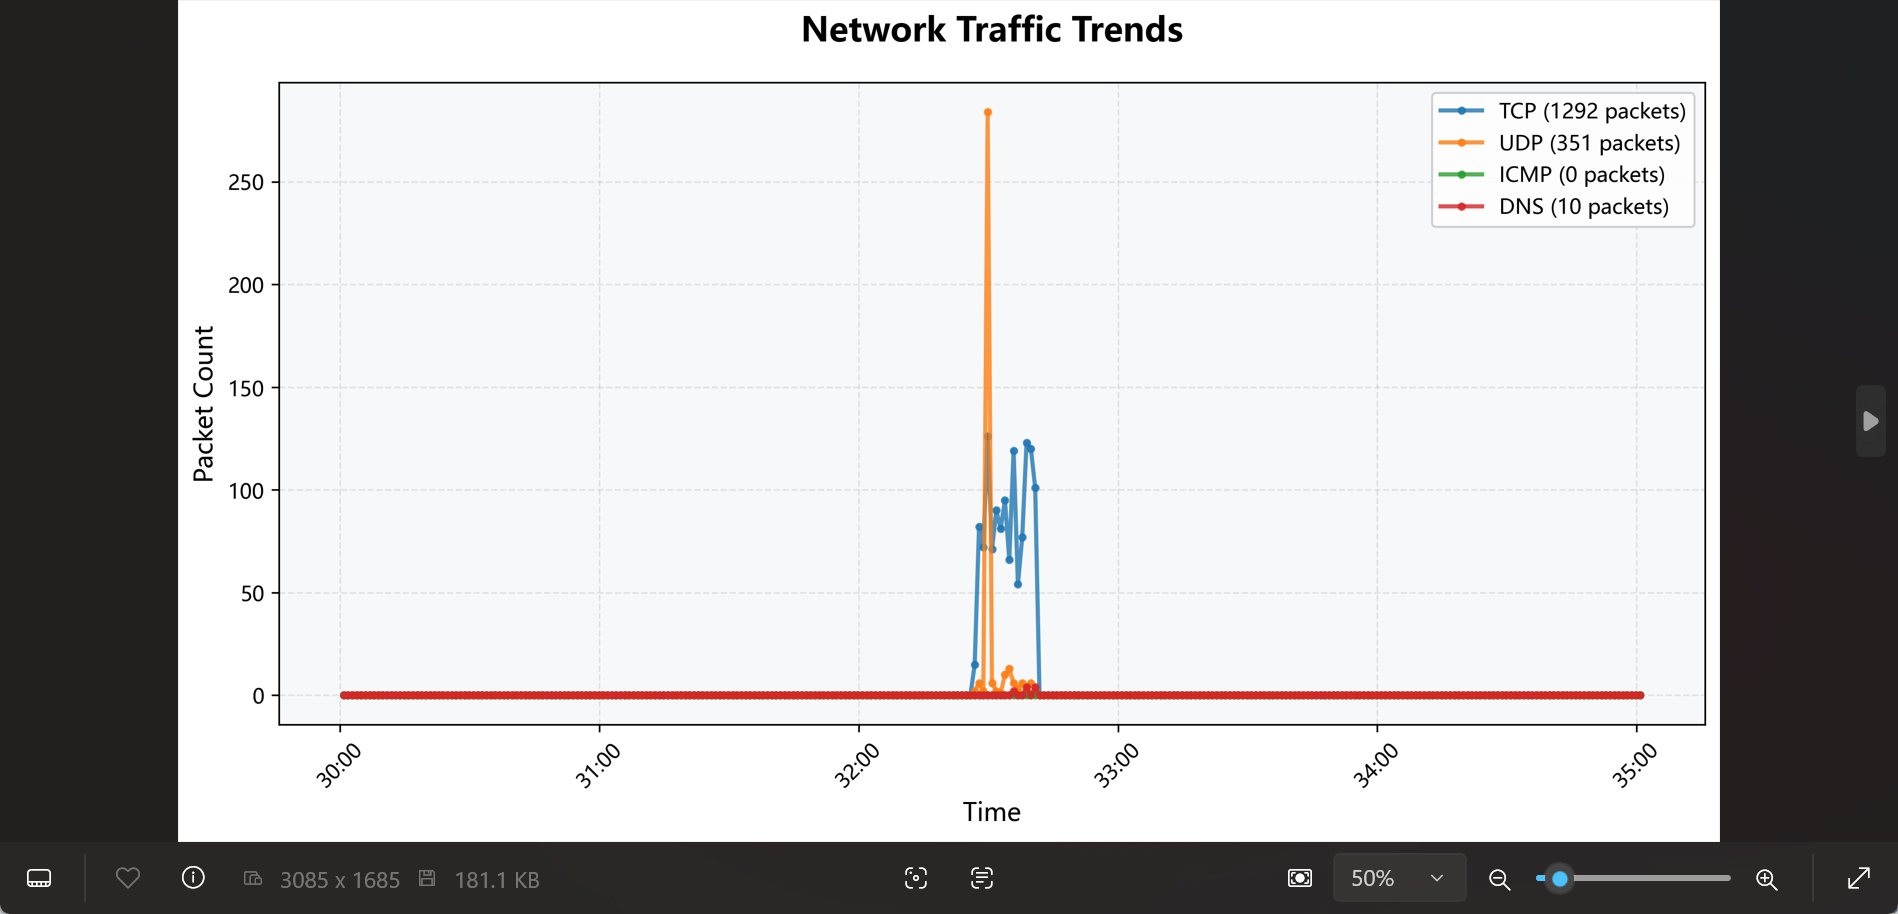 Network Traffic Trends
TCP (1292 packets)
UDP (351 packets)
ICMP (0 packets)
DNS (10 packets)
250
200
150
100
50
0
Packet Count
30:00
31:00
32:00
33:00
34:00
35:00
Time
3085 x 1685
181.1 KB
50%